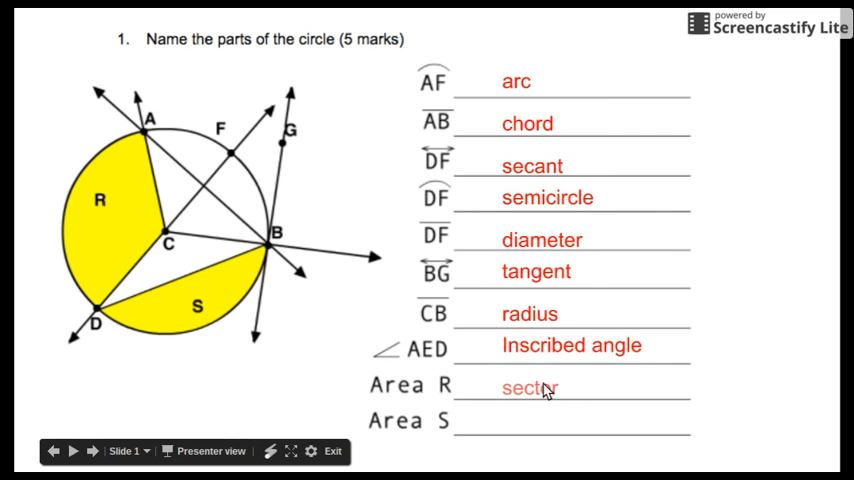 powered by
Screencastify Lite
1. Name the parts of the circle (5 marks)
AF arc
AB chord
DF secant
DF semicircle
DF diameter
BG tangent
CB radius
∠AED Inscribed angle
Area R sector
Area S
A
F
G
R
B
C
S
D
Slide 1
Presenter view
Exit